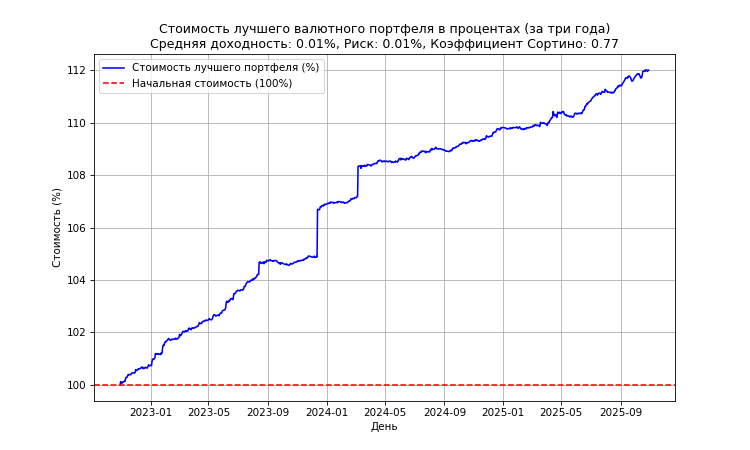 Стоимость лучшего валютного портфеля в процентах (за три года)
Средняя доходность: 0.01%, Риск: 0.01%, Коэффициент Сортино: 0.77
Стоимость лучшего портфеля (%)
Начальная стоимость (100%)
Стоимость (%)
112
110
108
106
104
102
100
2023-01 2023-05 2023-09 2024-01 2024-05 2024-09 2025-01 2025-05 2025-09
День